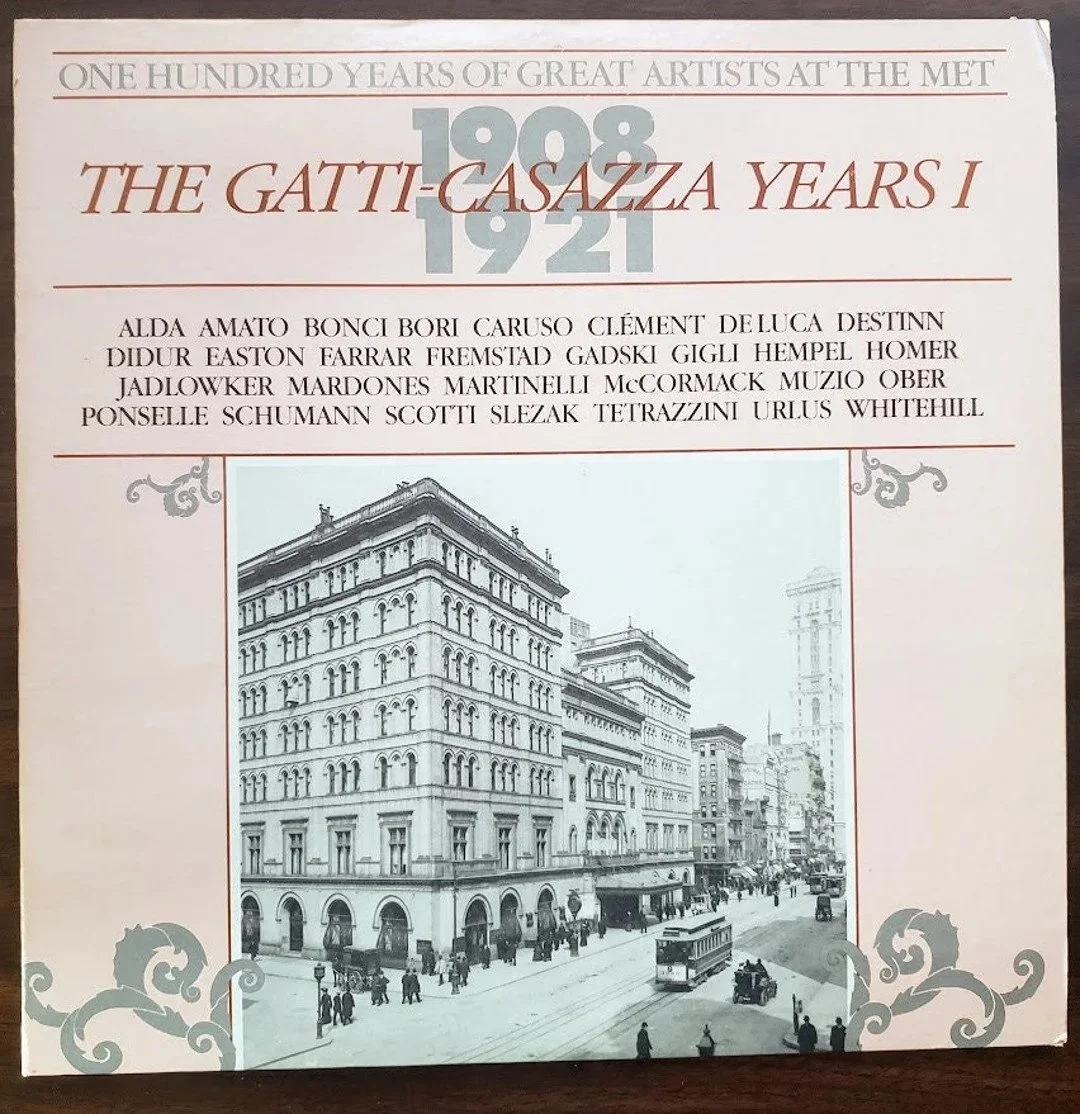 ONE HUNDRED YEARS OF GREAT ARTISTS AT THE MET
1908
THE GATTI-CASAZZA YEARS I
1921
ALDA AMATO BONCI BORI CARUSO CLÉMENT DE LUCA DESTINN
DIDUR EASTON FARRAR FREMSTAD GADSKI GIGLI HEMPEL HOMER
JADLOWKER MARDONES MARTINELLI McCORMACK MUZIO OBER
PONSELLE SCHUMANN SCOTTI SLEZAK TETRAZZINI URLUS WHITEHILL